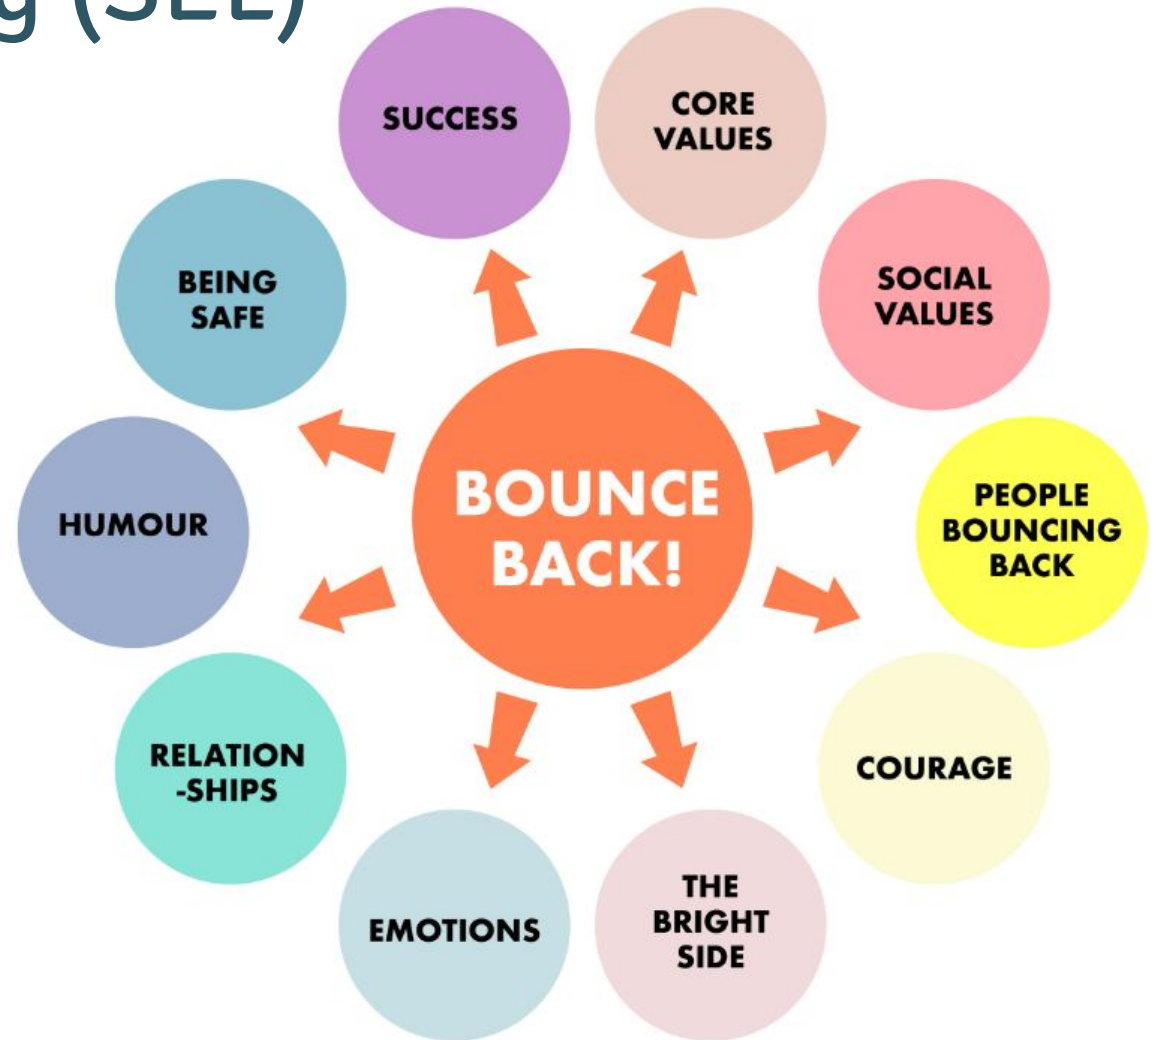 g (SEL)
SUCCESS
CORE
VALUES
SOCIAL
VALUES
PEOPLE
BOUNCING
BACK
COURAGE
THE
BRIGHT
SIDE
EMOTIONS
RELATION
-SHIPS
HUMOUR
BEING
SAFE
BOUNCE
BACK!